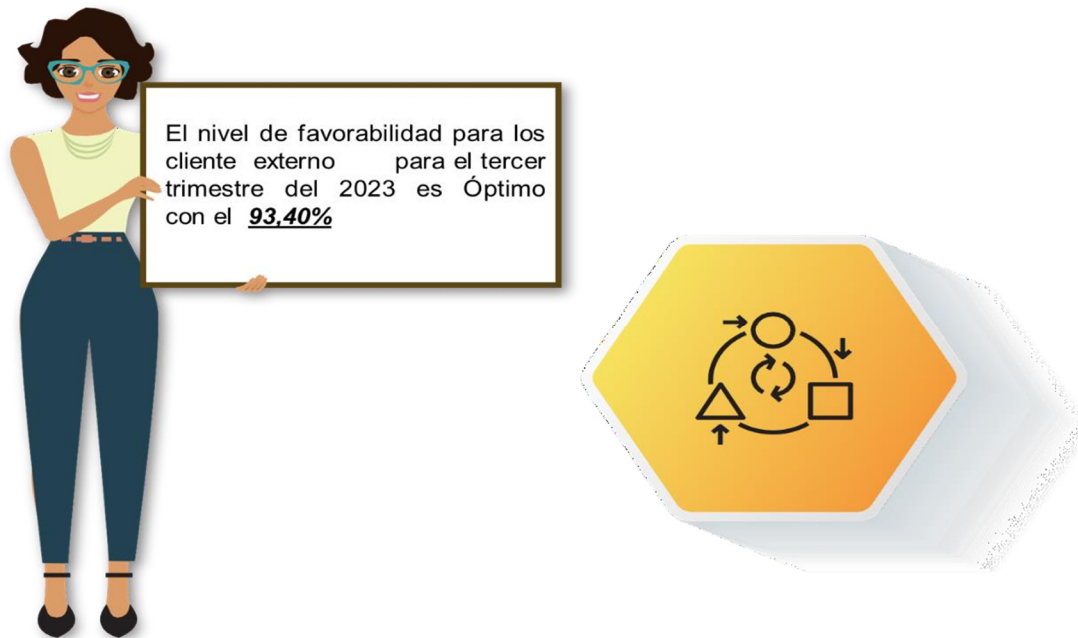 El nivel de favorabilidad para los
cliente externo para el tercer
trimestre del 2023 es Óptimo
con el 93,40%